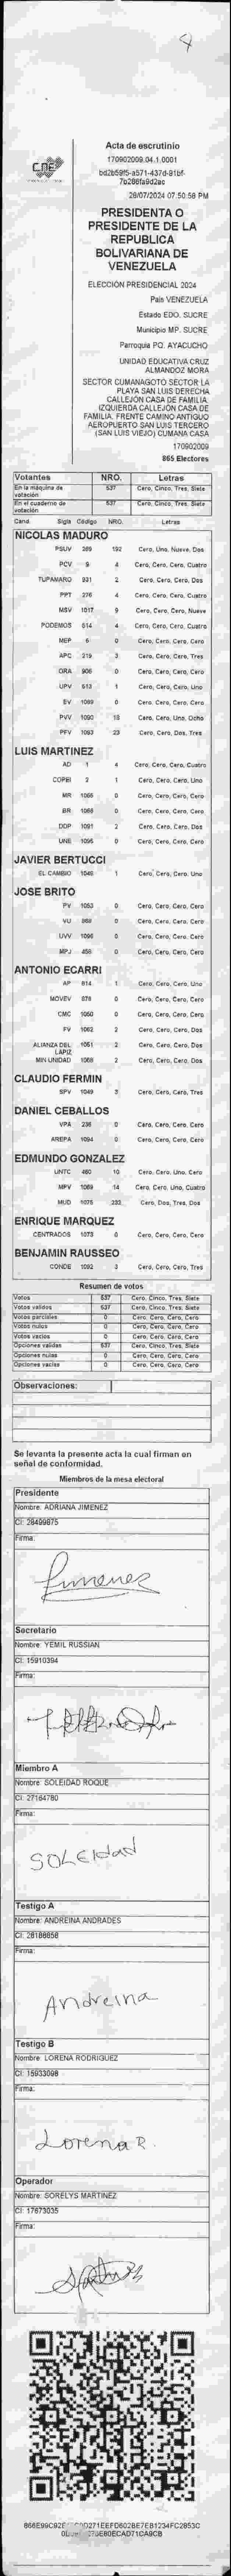 4
CNE
Acta de escrutinio
170902009.04.1.0001
28/07/2024 07:50:58 PM
PRESIDENTA O
PRESIDENTE DE LA
REPUBLICA
BOLIVARIANA DE
VENEZUELA
ELECCIÓN PRESIDENCIAL 2024
País VENEZUELA
Estado EDO. SUCRE
Municipio MP. SUCRE
Parroquia PQ. AYACUCHO
UNIDAD EDUCATIVA CRUZ
ALMANDOZ MORA
SECTOR CUMANAGOTO SECTOR LA
PLAYA SAN LUIS DERECHA
CALLEJÓN CASA DE FAMILIA.
IZQUIERDA CALLEJÓN CASA DE
FAMILIA. FRENTE CAMINO ANTIGUO
AEROPUERTO SAN LUIS TERCERO
(SAN LUIS VIEJO) CUMANA CASA
170902009
865 Electores
Votantes NRO. Letras
En la máquina de votación 537 Cero, Cinco, Tres, Siete
En el cuaderno de votación 537 Cero, Cinco, Tres, Siete
Cand. Sigla Código NRO. Letras
NICOLAS MADURO
PSUV 269 192 Cero, Uno, Nueve, Dos
PCV 9 4 Cero, Cero, Cero, Cuatro
TUPAMARO 931 2 Cero, Cero, Cero, Dos
PPT 276 4 Cero, Cero, Cero, Cuatro
MSV 1017 9 Cero, Cero, Cero, Nueve
PODEMOS 614 4 Cero, Cero, Cero, Cuatro
MEP 6 0 Cero, Cero, Cero, Cero
APC 219 3 Cero, Cero, Cero, Tres
ORA 906 0 Cero, Cero, Cero, Cero
UPV 613 1 Cero, Cero, Cero, Uno
EV 1089 0 Cero, Cero, Cero, Cero
PVV 1090 18 Cero, Cero, Uno, Ocho
PFV 1093 23 Cero, Cero, Dos, Tres
LUIS MARTINEZ
AD 1 4 Cero, Cero, Cero, Cuatro
COPEI 2 1 Cero, Cero, Cero, Uno
MR 1066 0 Cero, Cero, Cero, Cero
BR 1068 0 Cero, Cero, Cero, Cero
DDP 1091 2 Cero, Cero, Cero, Dos
UNE 1095 0 Cero, Cero, Cero, Cero
JAVIER BERTUCCI
EL CAMBIO 1048 1 Cero, Cero, Cero, Uno
JOSE BRITO
PV 1053 0 Cero, Cero, Cero, Cero
VU 868 0 Cero, Cero, Cero, Cero
UVV 1096 0 Cero, Cero, Cero, Cero
MPJ 456 0 Cero, Cero, Cero, Cero
ANTONIO ECARRI
AP 814 1 Cero, Cero, Cero, Uno
MOVEV 878 0 Cero, Cero, Cero, Cero
CMC 1050 0 Cero, Cero, Cero, Cero
FV 1062 2 Cero, Cero, Cero, Dos
ALIANZA DEL LAPIZ 1051 2 Cero, Cero, Cero, Dos
MIN UNIDAD 1068 2 Cero, Cero, Cero, Dos
CLAUDIO FERMIN
SPV 1049 3 Cero, Cero, Cero, Tres
DANIEL CEBALLOS
VPA 236 0 Cero, Cero, Cero, Cero
AREPA 1094 0 Cero, Cero, Cero, Cero
EDMUNDO GONZALEZ
UNTC 460 10 Cero, Cero, Uno, Cero
MPV 1069 14 Cero, Cero, Uno, Cuatro
MUD 1075 232 Cero, Dos, Tres, Dos
ENRIQUE MARQUEZ
CENTRADOS 1073 0 Cero, Cero, Cero, Cero
BENJAMIN RAUSSEO
CONDE 1092 3 Cero, Cero, Cero, Tres
Resumen de votos
Votos 537 Cero, Cinco, Tres, Siete
Votos validos 537 Cero, Cinco, Tres, Siete
Votos parciales 0 Cero, Cero, Cero, Cero
Votos nulos 0 Cero, Cero, Cero, Cero
Votos vacios 0 Cero, Cero, Cero, Cero
Opciones validas 537 Cero, Cinco, Tres, Siete
Opciones nulas 0 Cero, Cero, Cero, Cero
Opciones vacias 0 Cero, Cero, Cero, Cero
Observaciones:
Se levanta la presente acta la cual firman en
señal de conformidad.
Miembros de la mesa electoral
Presidente
Nombre: ADRIANA JIMENEZ
CI: 28499875
Firma:
Jimenez
Secretario
Nombre: YEMIL RUSSIAN
CI: 15910394
Firma:
Miembro A
Nombre: SOLEIDAD ROQUE
CI: 27164780
Firma:
SOLEIdad
Testigo A
Nombre: ANDREINA ANDRADES
CI: 28188658
Firma:
Andreina
Testigo B
Nombre: LORENA RODRIGUEZ
CI: 15933098
Firma:
Lorena R.
Operador
Nombre: SORELYS MARTINEZ
CI: 17673035
Firma: